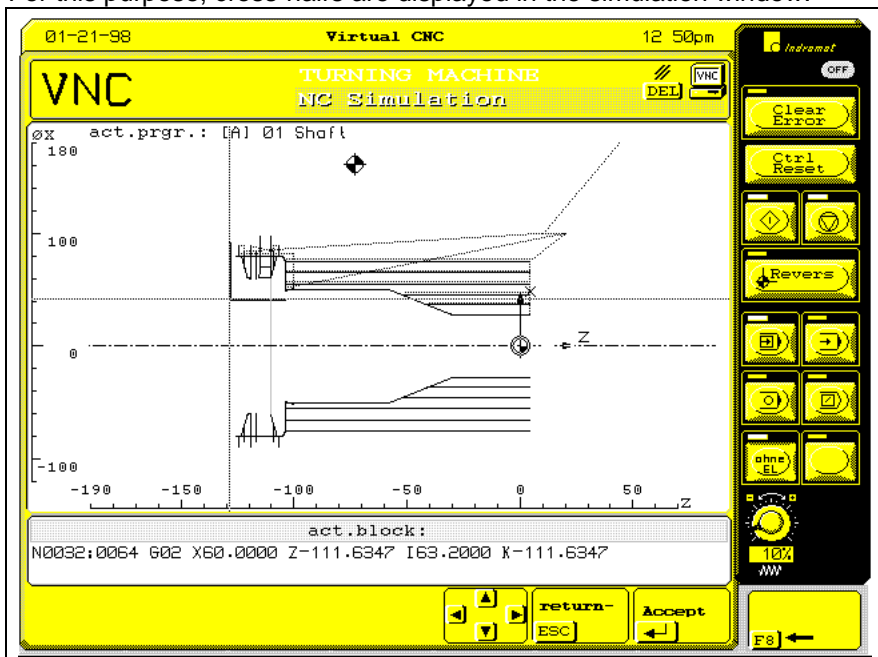 For this purpose, cross-hairs are displayed in the simulation window.
01-21-98 Virtual CNC 12 50pm
Indramat
VNC
TURNING MACHINE
NC Simulation
DEL
VNC
OFF
Clear Error
Ctrl Reset
Revers
ohne EL
10%
act.prgr.: [A] 01 Shaft
øX
180
100
0
-100
X
Z
-190 -150 -100 -50 0 50
Z
act.block:
N0032:0064 G02 X60.0000 Z-111.6347 I63.2000 K-111.6347
return-
ESC
Accept
F8